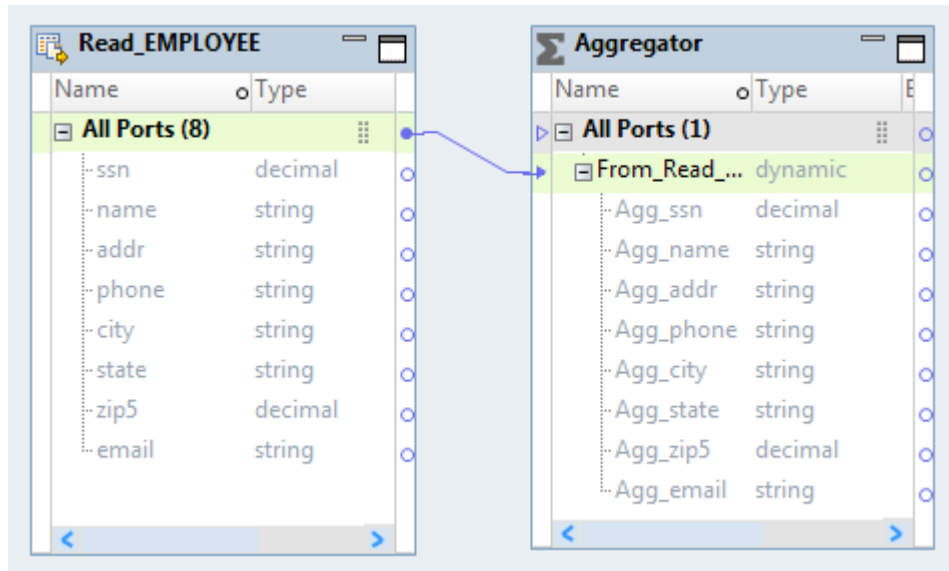 Read_EMPLOYEE
Name Type
All Ports (8)
ssn decimal
name string
addr string
phone string
city string
state string
zip5 decimal
email string
Aggregator
Name Type E
All Ports (1)
From_Read_... dynamic
Agg_ssn decimal
Agg_name string
Agg_addr string
Agg_phone string
Agg_city string
Agg_state string
Agg_zip5 decimal
Agg_email string